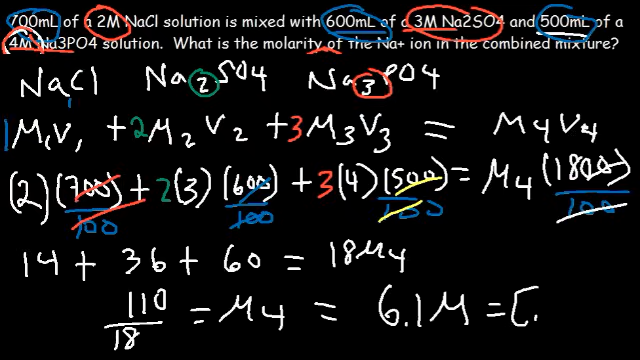 700mL of a 2M NaCl solution is mixed with 600mL of a 3M Na2SO4 and 500mL of a
4M Na3PO4 solution. What is the molarity of the Na+ ion in the combined mixture?
NaCl Na2SO4 Na3PO4
1M1V1 + 2M2V2 + 3M3V3 = M4V4
(2)(700)/100 + 2(3)(600)/100 + 3(4)(500)/100 = M4(1800)/100
14 + 36 + 60 = 18M4
110/18 = M4 = 6.1M = [.